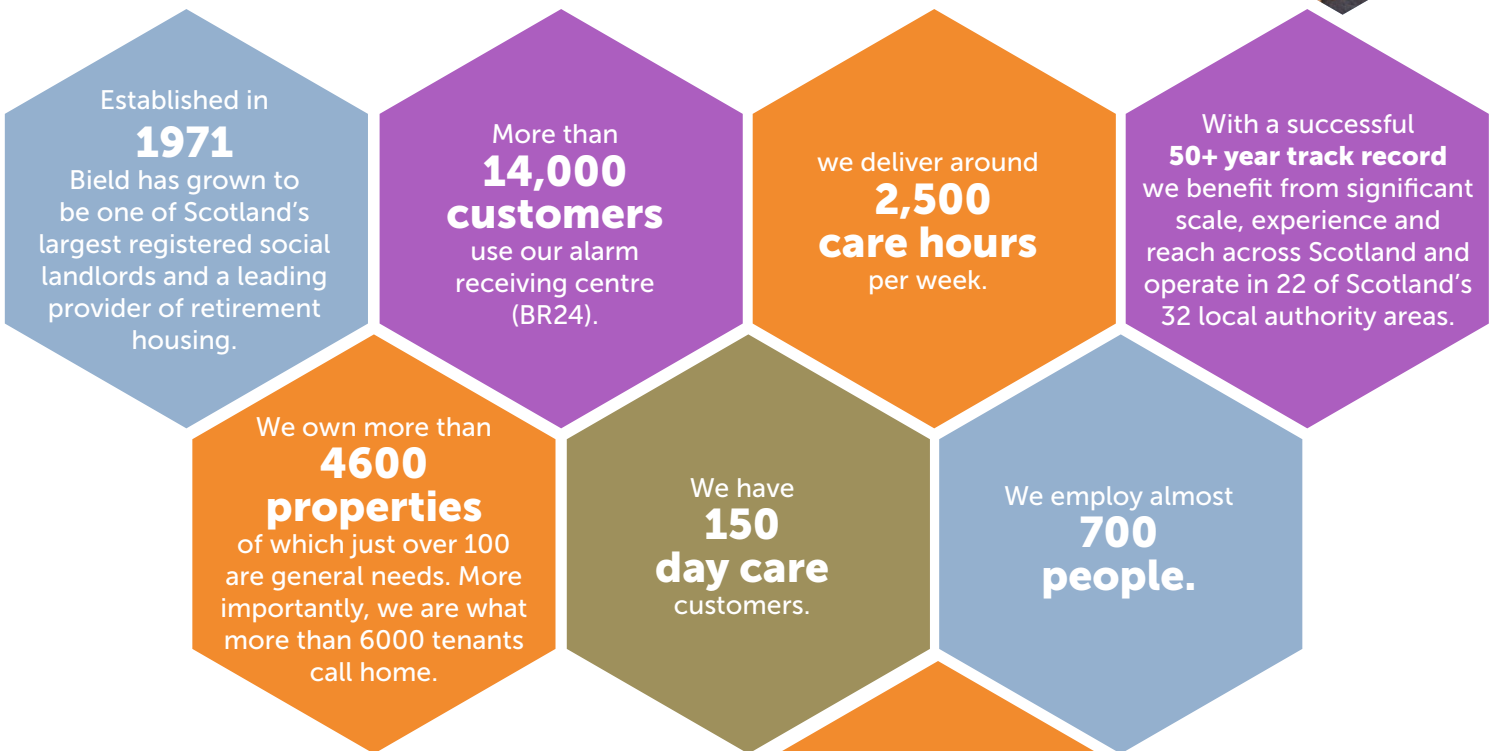 Established in
1971
Bield has grown to
be one of Scotland's
largest registered social
landlords and a leading
provider of retirement
housing.
More than
14,000
customers
use our alarm
receiving centre
(BR24).
we deliver around
2,500
care hours
per week.
With a successful
50+ year track record
we benefit from significant
scale, experience and
reach across Scotland and
operate in 22 of Scotland's
32 local authority areas.
We own more than
4600
properties
of which just over 100
are general needs. More
importantly, we are what
more than 6000 tenants
call home.
We have
150
day care
customers.
We employ almost
700
people.